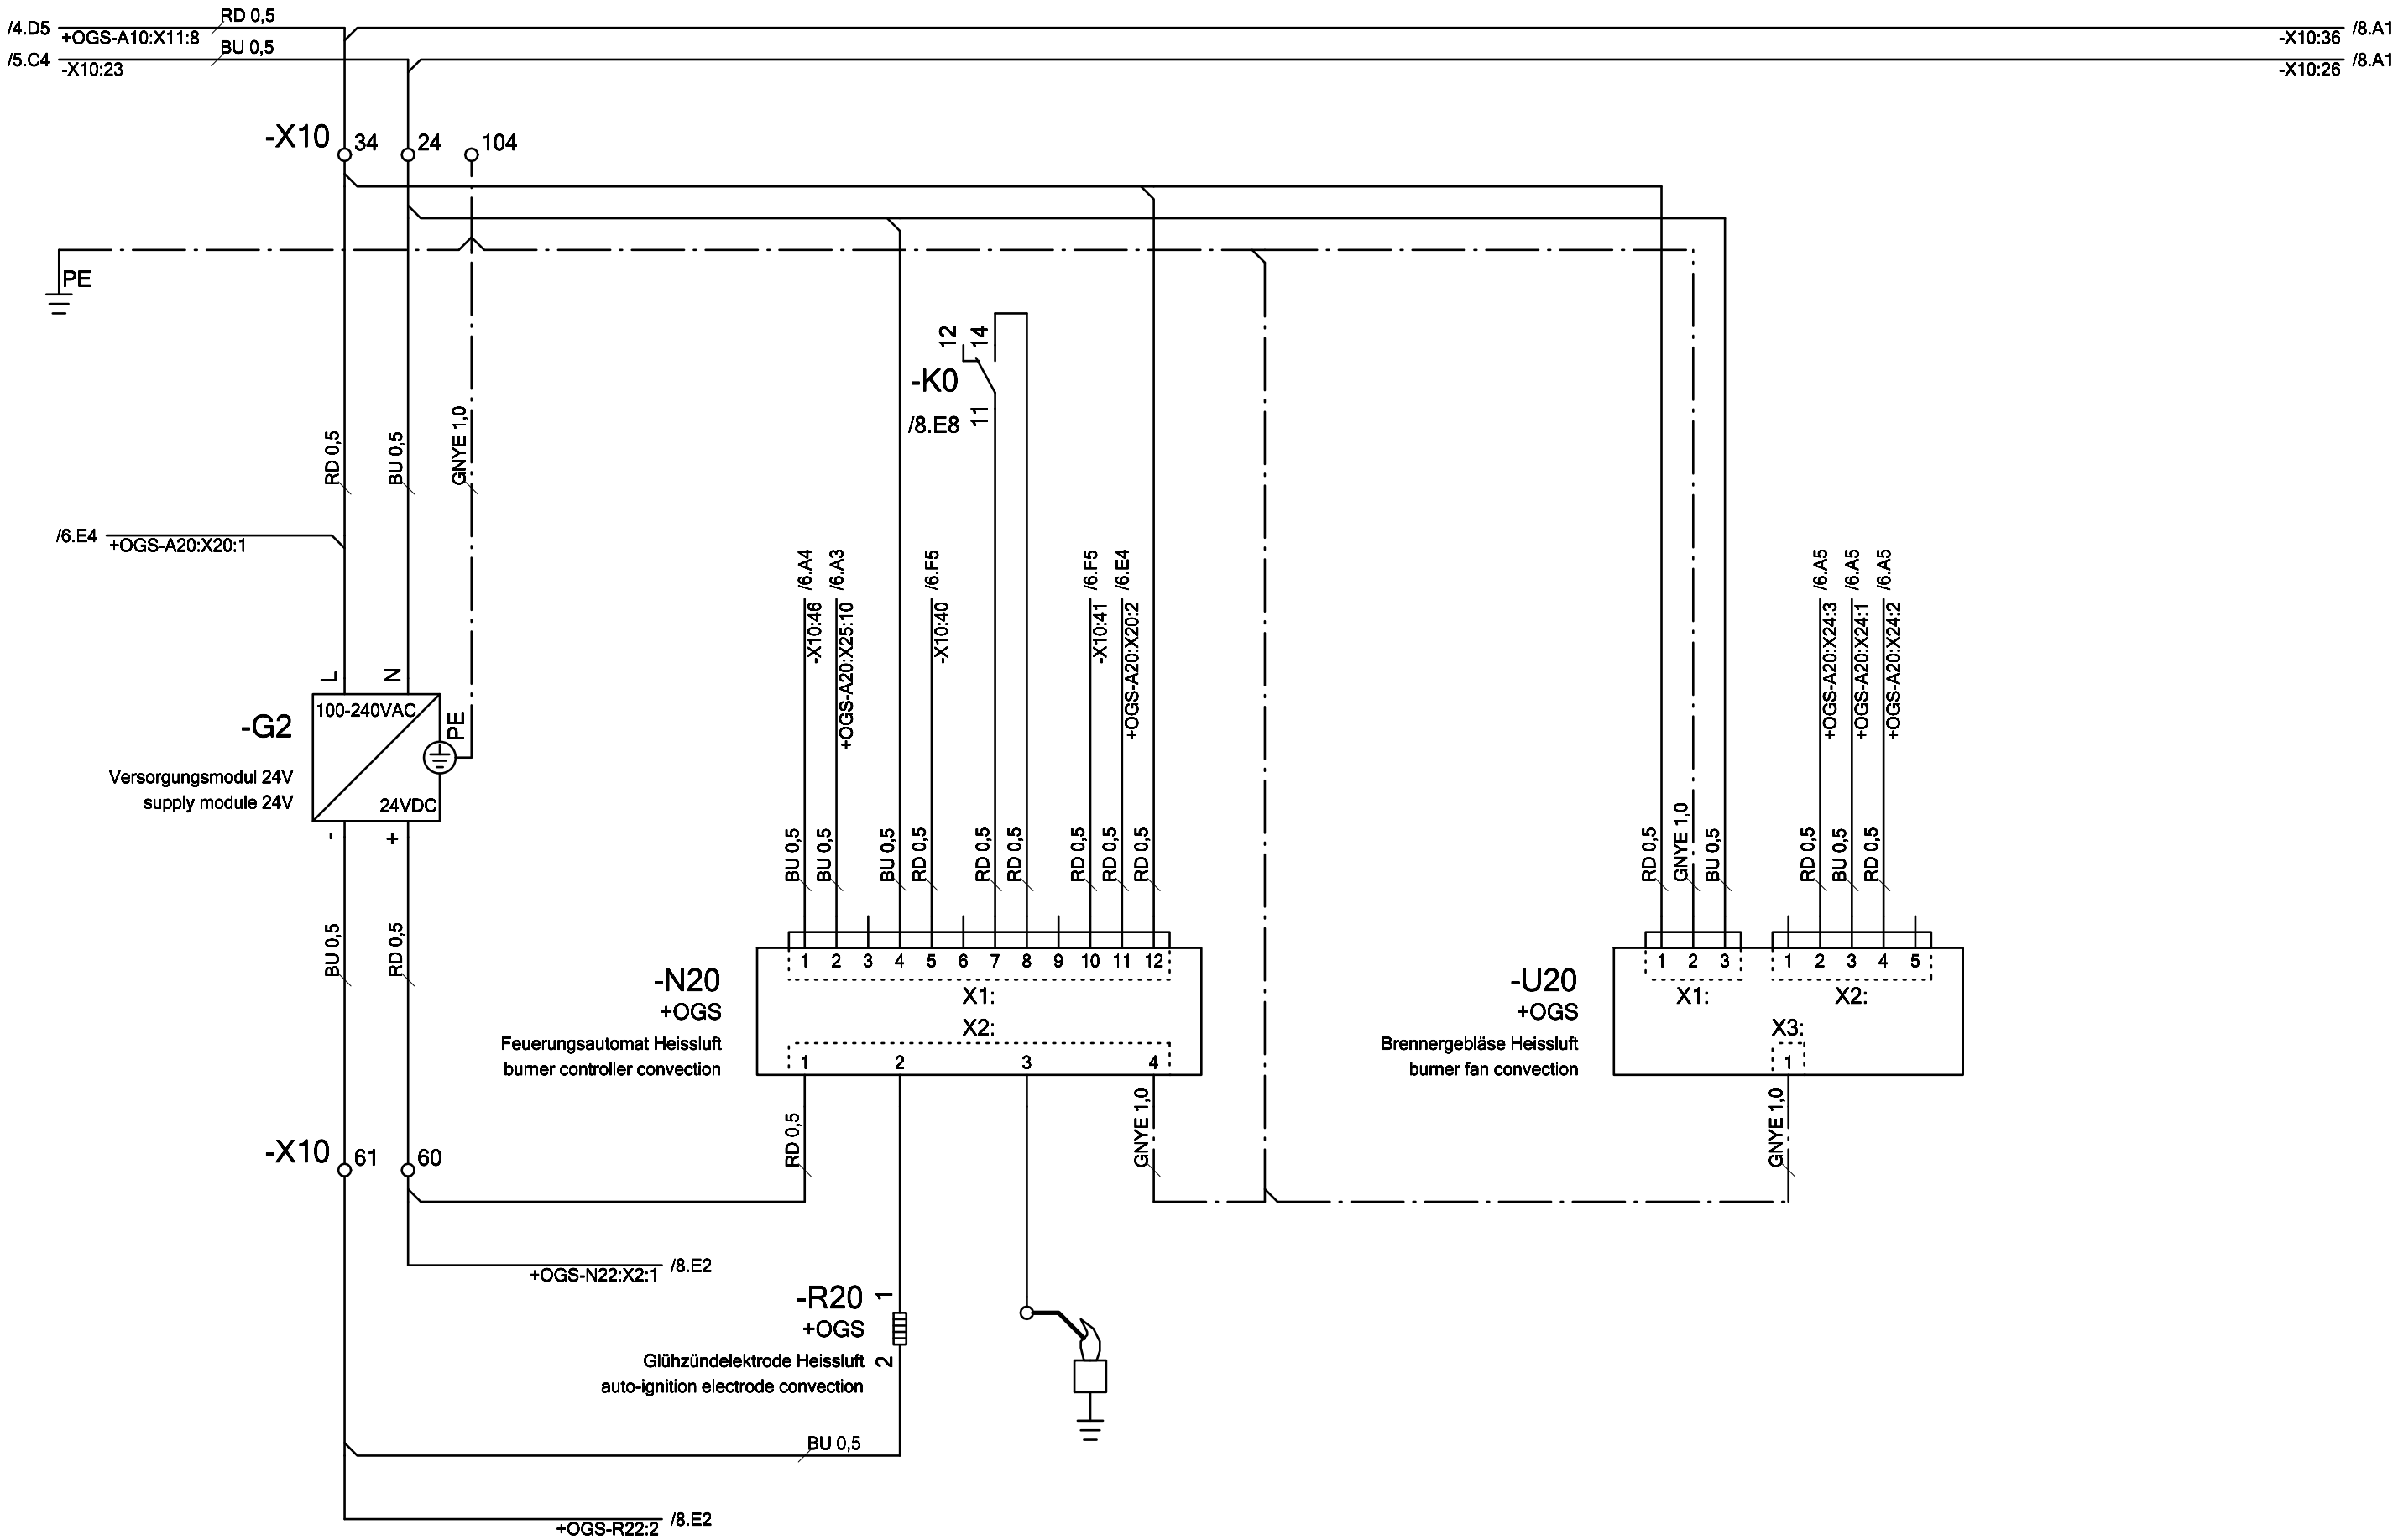 /4.D5 +OGS-A10:X11:8 RD 0,5 -X10:36 /8.A1
/5.C4 -X10:23 BU 0,5 -X10:26 /8.A1
-X10 34 24 104
PE
12 14
-K0
/8.E8 11
RD 0,5 BU 0,5 GNYE 1,0
/6.E4 +OGS-A20:X20:1
/6.A4 /6.A3 /6.F5 /6.F5 /6.E4 /6.A5 /6.A5 /6.A5
-X10:46 +OGS-A20:X25:10 -X10:40 -X10:41 +OGS-A20:X20:2 +OGS-A20:X24:3 +OGS-A20:X24:1 +OGS-A20:X24:2
L N
100-240VAC
-G2 PE
Versorgungsmodul 24V
supply module 24V
24VDC
- +
BU 0,5 BU 0,5 BU 0,5 RD 0,5 RD 0,5 RD 0,5 RD 0,5 RD 0,5 RD 0,5 RD 0,5 GNYE 1,0 BU 0,5 RD 0,5 BU 0,5 RD 0,5
BU 0,5 RD 0,5
1 2 3 4 5 6 7 8 9 10 11 12
-N20
+OGS
X1:
X2:
Feuerungsautomat Heissluft
burner controller convection
1 2 3 4
1 2 3 1 2 3 4 5
-U20
+OGS
X1: X2:
X3:
Brennergebläse Heissluft
burner fan convection
1
RD 0,5 GNYE 1,0 GNYE 1,0
-X10 61 60
+OGS-N22:X2:1 /8.E2
-R20 1
+OGS
Glühzündelektrode Heissluft 2
auto-ignition electrode convection
BU 0,5
+OGS-R22:2 /8.E2